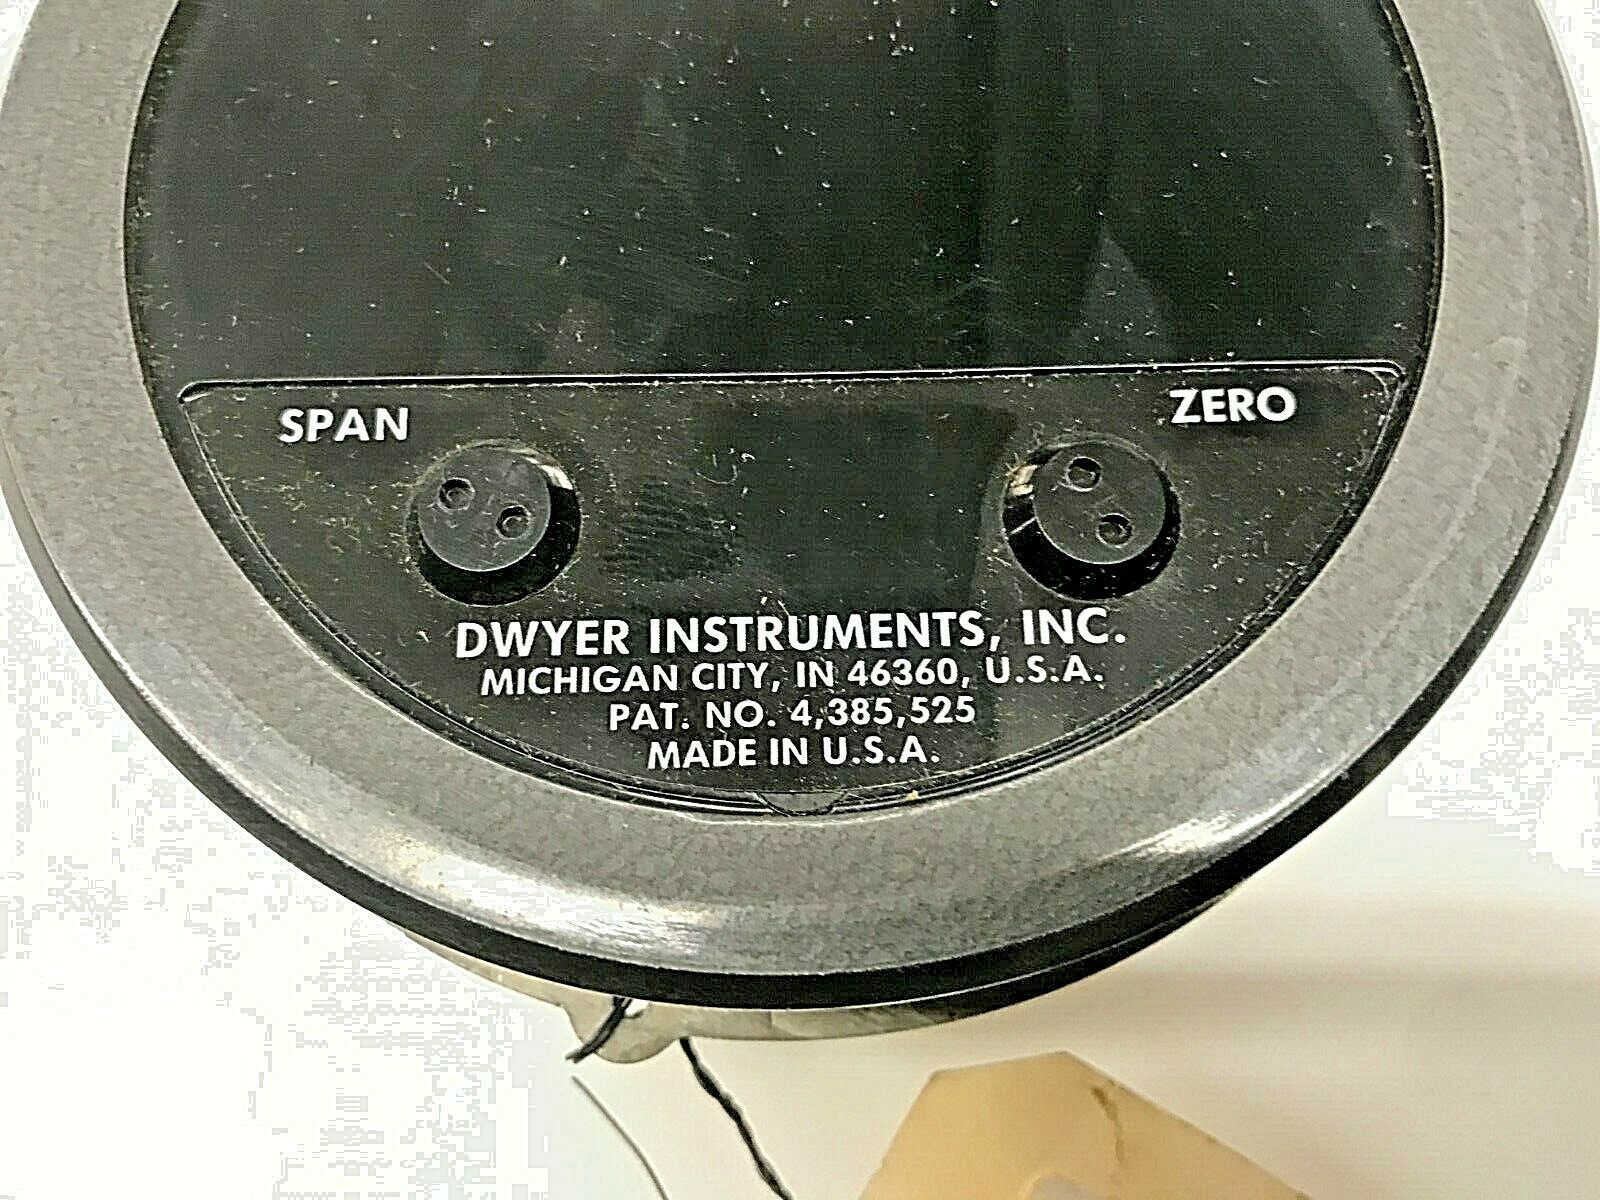 SPAN
ZERO
DWYER INSTRUMENTS, INC.
MICHIGAN CITY, IN 46360, U.S.A.
PAT. NO. 4,385,525
MADE IN U.S.A.